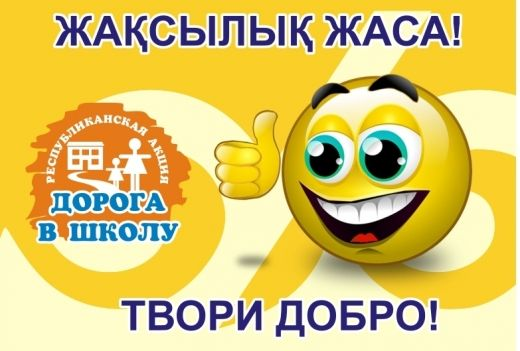 ЖАҚСЫЛЫҚ ЖАСА!
РЕСПУБЛИКАНСКАЯ АКЦИЯ
ДОРОГА
В ШКОЛУ
ТВОРИ ДОБРО!